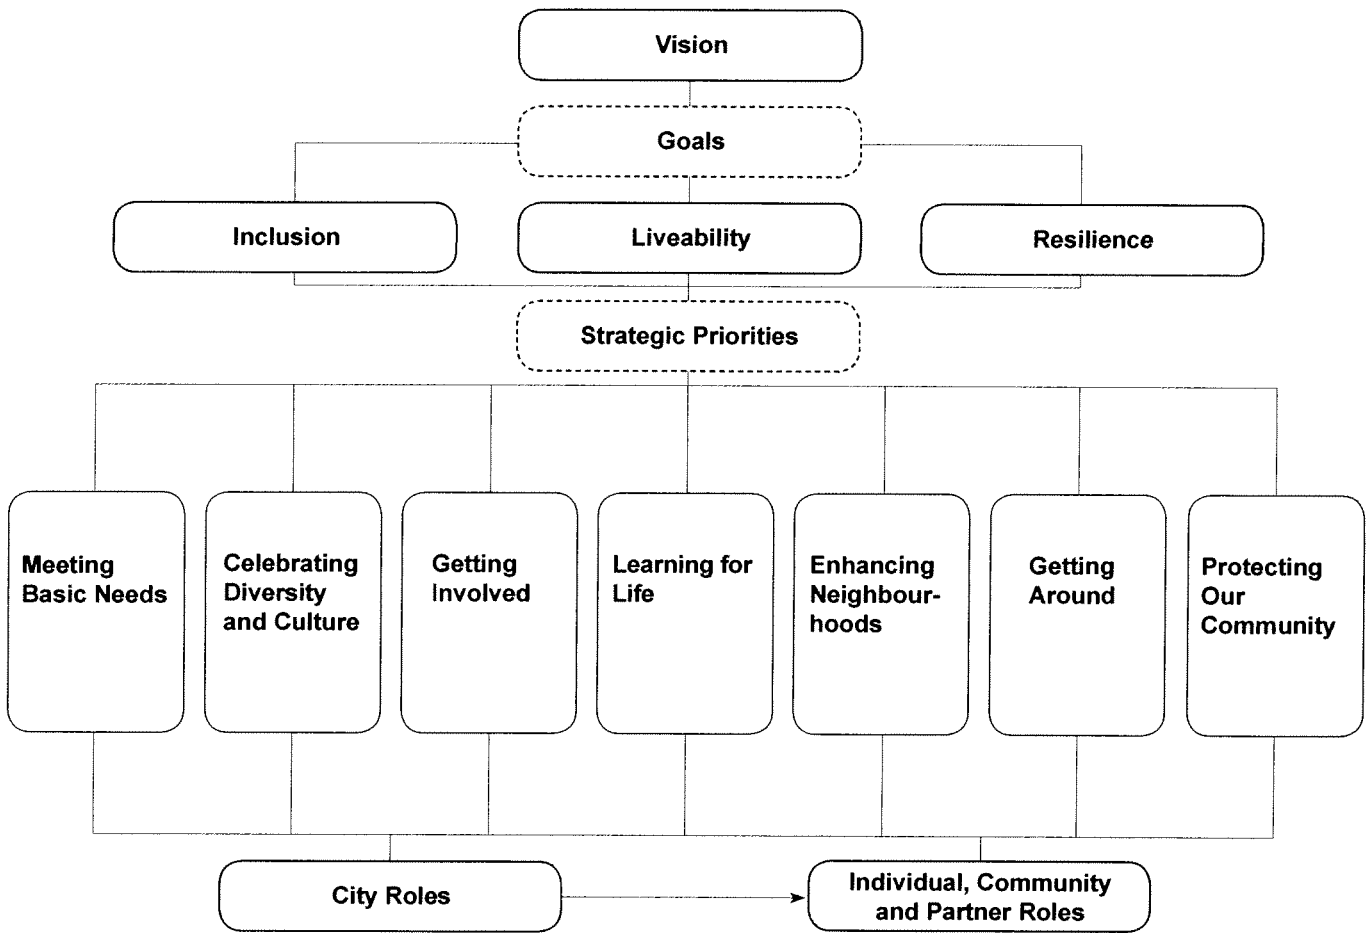 Vision
Goals
Inclusion
Liveability
Resilience
Strategic Priorities
Meeting
Basic Needs
Celebrating
Diversity
and Culture
Getting
Involved
Learning for
Life
Enhancing
Neighbour-
hoods
Getting
Around
Protecting
Our
Community
City Roles
Individual, Community
and Partner Roles